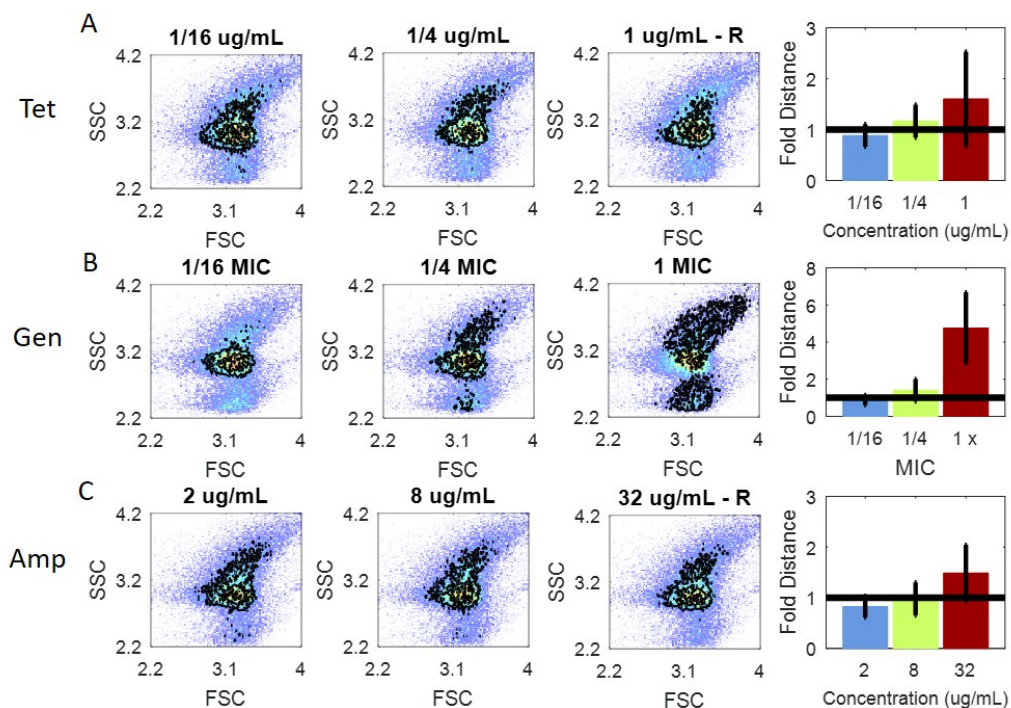 A
1/16 ug/mL
1/4 ug/mL
1 ug/mL - R
Tet
4.2
3.2
2.2
SSC
2.2
3.1
4
FSC
4.2
3.2
2.2
SSC
2.2
3.1
4
FSC
4.2
3.2
2.2
SSC
2.2
3.1
4
FSC
3
2
1
0
Fold Distance
1/16
1/4
1
Concentration (ug/mL)
B
1/16 MIC
1/4 MIC
1 MIC
Gen
4.2
3.2
2.2
SSC
2.2
3.1
4
FSC
4.2
3.2
2.2
SSC
2.2
3.1
4
FSC
4.2
3.2
2.2
SSC
2.2
3.1
4
FSC
8
6
4
2
0
Fold Distance
1/16
1/4
1 x
MIC
C
2 ug/mL
8 ug/mL
32 ug/mL - R
Amp
4.2
3.2
2.2
SSC
2.2
3.1
4
FSC
4.2
3.2
2.2
SSC
2.2
3.1
4
FSC
4.2
3.2
2.2
SSC
2.2
3.1
4
FSC
3
2
1
0
Fold Distance
2
8
32
Concentration (ug/mL)